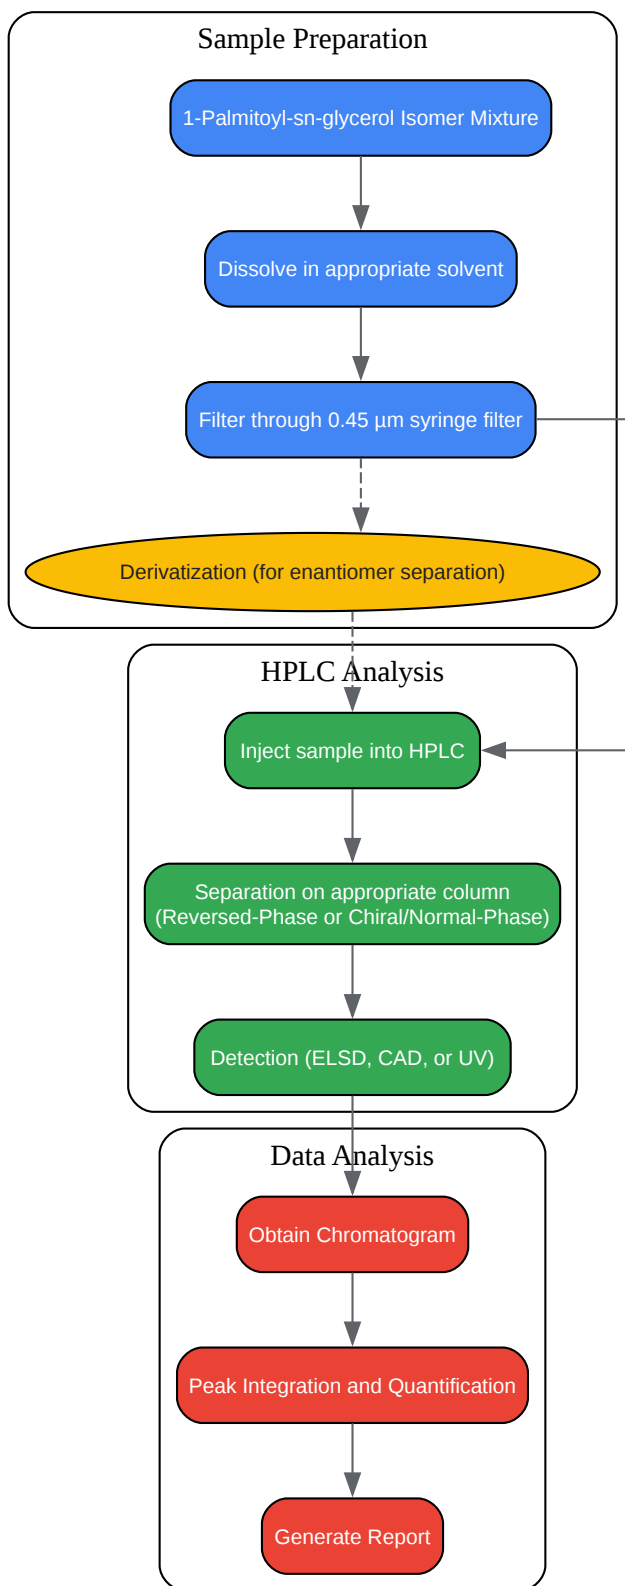 Sample Preparation
1-Palmitoyl-sn-glycerol Isomer Mixture
Dissolve in appropriate solvent
Filter through 0.45 µm syringe filter
Derivatization (for enantiomer separation)
HPLC Analysis
Inject sample into HPLC
Separation on appropriate column
(Reversed-Phase or Chiral/Normal-Phase)
Detection (ELSD, CAD, or UV)
Data Analysis
Obtain Chromatogram
Peak Integration and Quantification
Generate Report